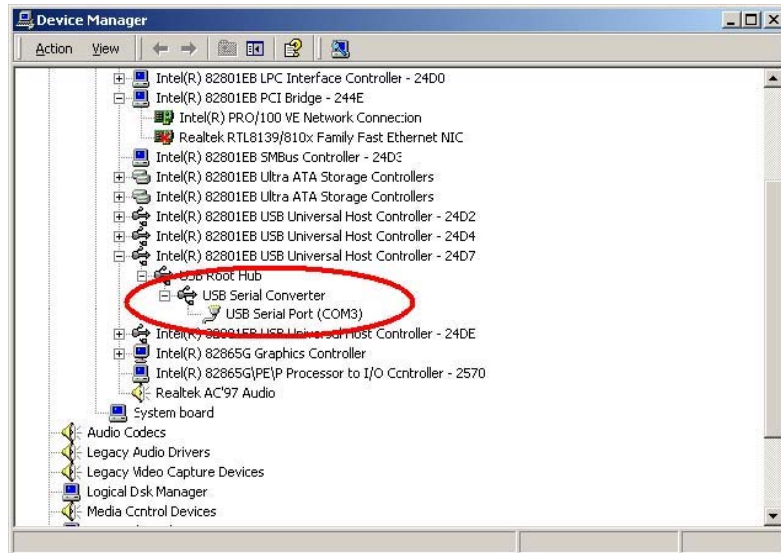 Device Manager
Action View
Intel(R) 82801EB LPC Interface Controller - 24D0
Intel(R) 82801EB PCI Bridge - 244E
Intel(R) PRO/100 VE Network Connection
Realtek RTL8139/810x Family Fast Ethernet NIC
Intel(R) 82801EB SMBus Controller - 24D3
Intel(R) 82801EB Ultra ATA Storage Controllers
Intel(R) 82801EB Ultra ATA Storage Controllers
Intel(R) 82801EB USB Universal Host Controller - 24D2
Intel(R) 82801EB USB Universal Host Controller - 24D4
Intel(R) 82801EB USB Universal Host Controller - 24D7
USB Root Hub
USB Serial Converter
USB Serial Port (COM3)
Intel(R) 82801EB USB Universal Host Controller - 24DE
Intel(R) 82865G Graphics Controller
Intel(R) 82865G\PE\P Processor to I/O Controller - 2570
Realtek AC'97 Audio
System board
Audio Codecs
Legacy Audio Drivers
Legacy Video Capture Devices
Logical Disk Manager
Media Control Devices